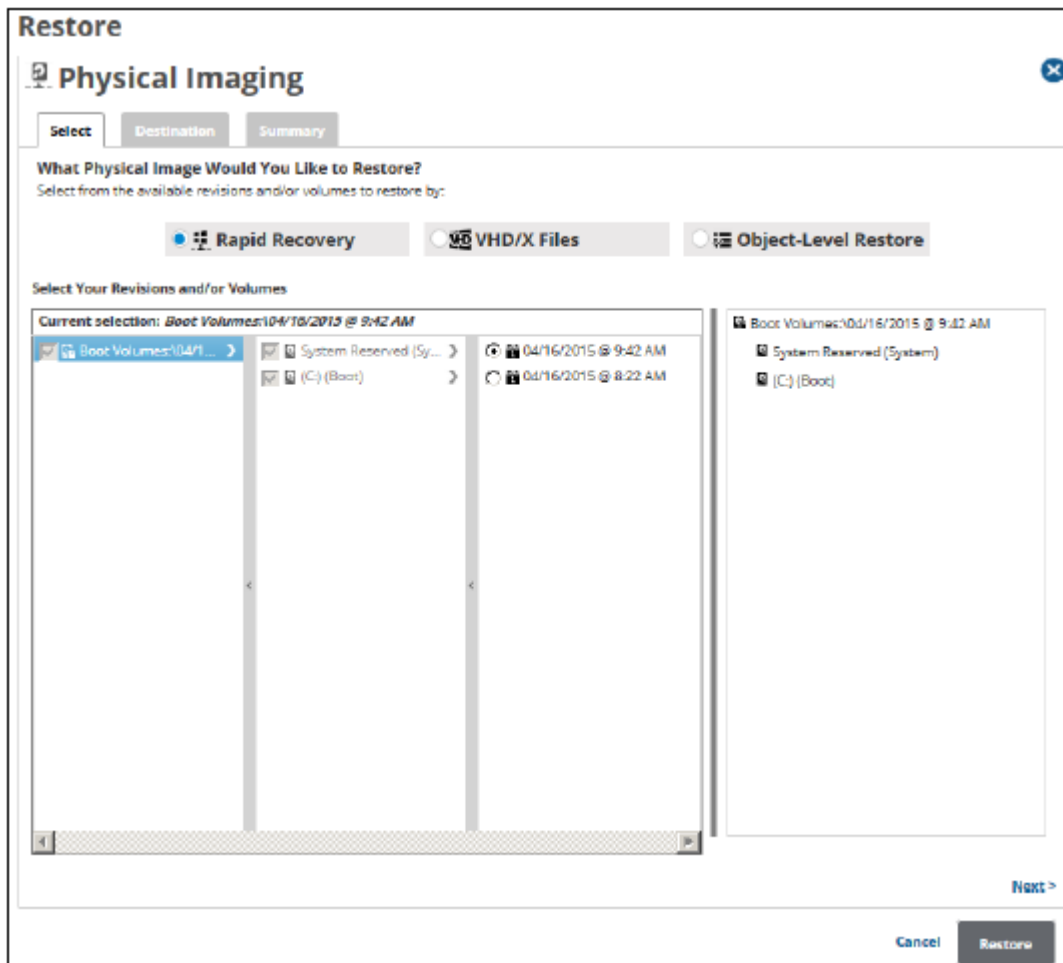 Restore
Physical Imaging
Select Destination Summary
What Physical Image Would You Like to Restore?
Select from the available revisions and/or volumes to restore by:
Rapid Recovery VHD/X Files Object-Level Restore
Select Your Revisions and/or Volumes
Current selection: Boot Volumes:\04/16/2015 @ 9:42 AM
Boot Volumes:\04/1... System Reserved (Sy... 04/16/2015 @ 9:42 AM
(C:) (Boot) 04/16/2015 @ 8:22 AM
Boot Volumes:\04/16/2015 @ 9:42 AM
System Reserved (System)
(C:) (Boot)
Next >
Cancel Restore